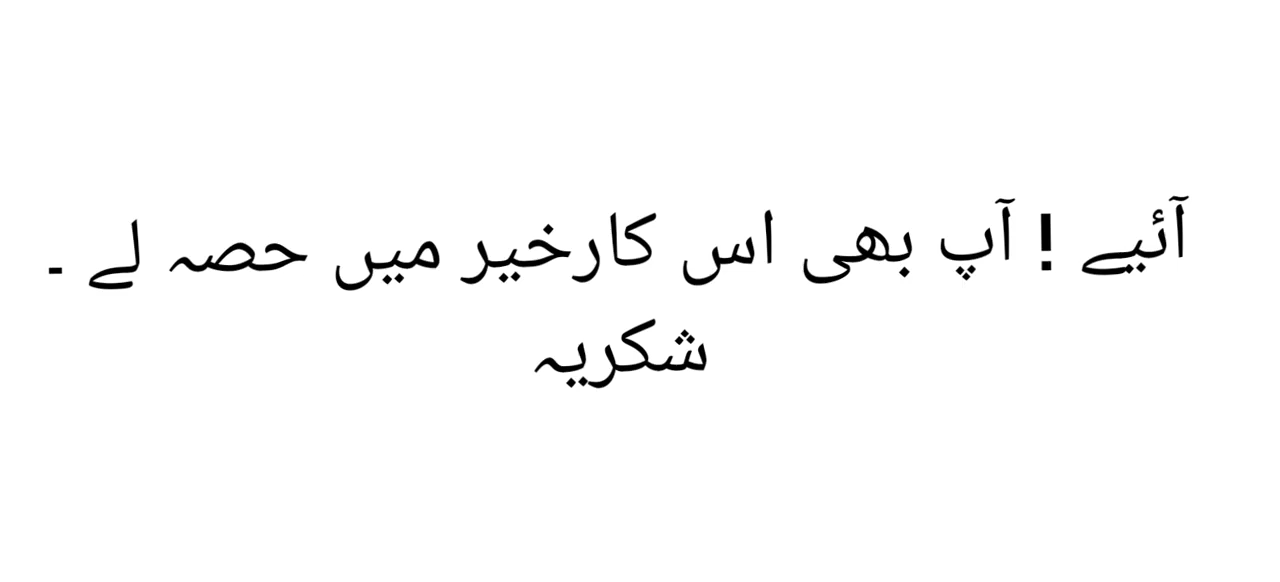 آئیے ! آپ بھی اس کارخیر میں حصہ لے ۔
شکریہ